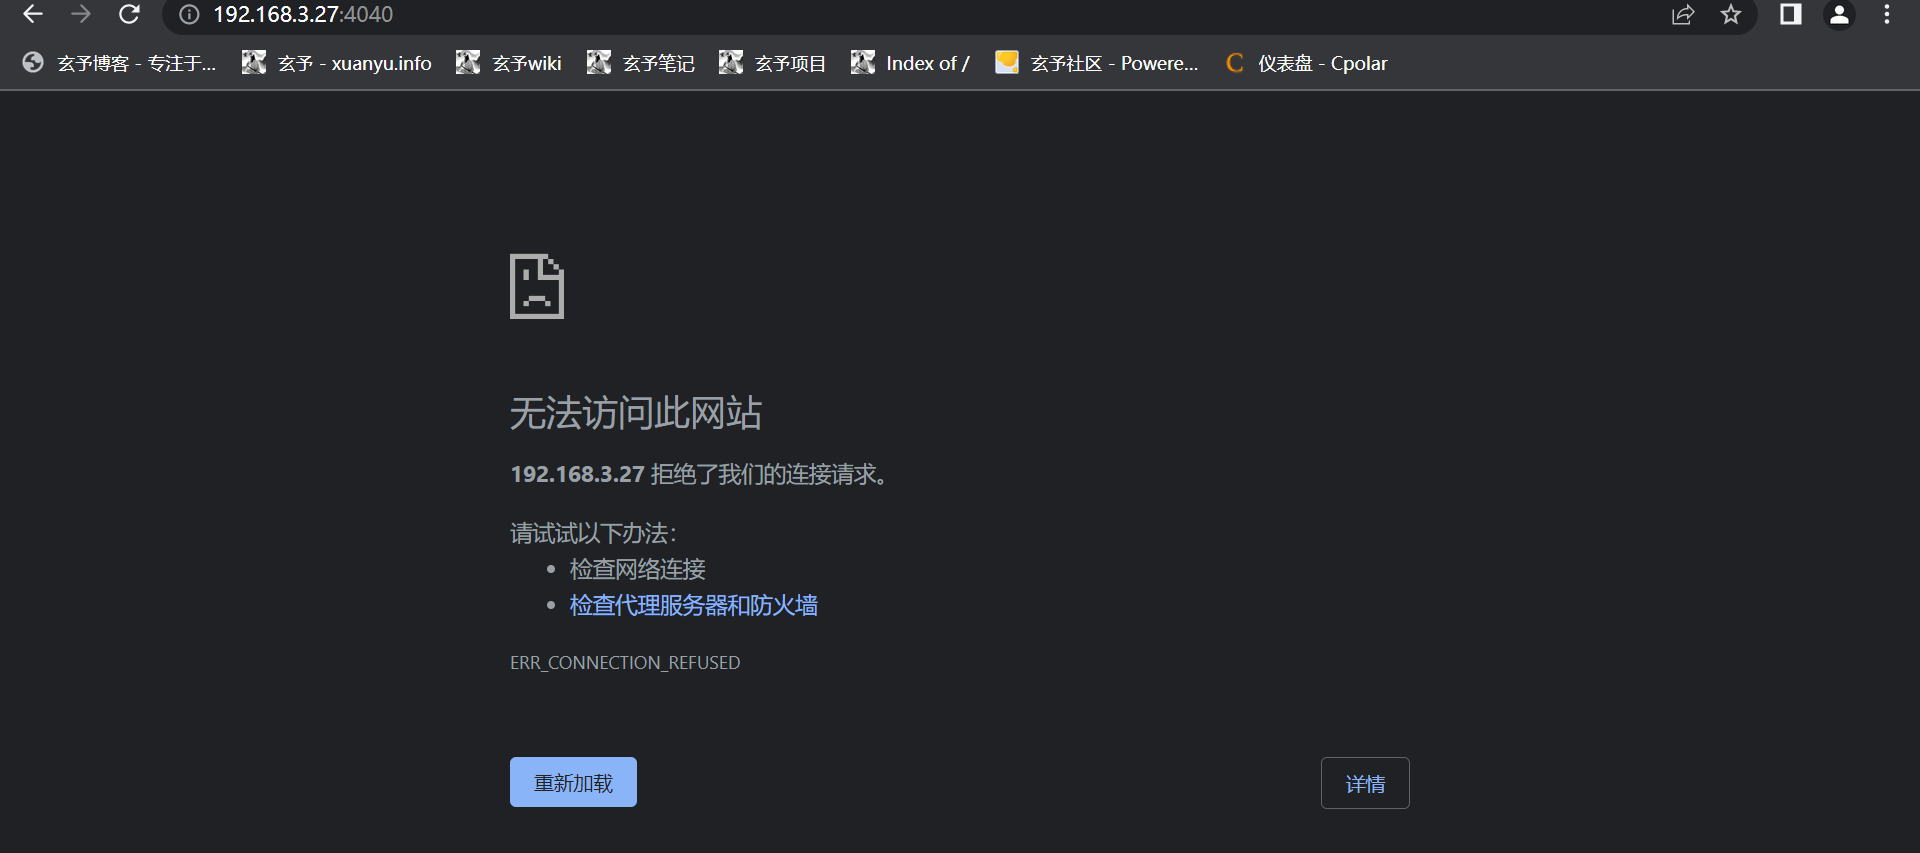 192.168.3.27:4040
玄予博客 - 专注于... 玄予 - xuanyu.info 玄予wiki 玄予笔记 玄予项目 Index of / 玄予社区 - Powere... 仪表盘 - Cpolar
无法访问此网站
192.168.3.27 拒绝了我们的连接请求。
请试试以下办法：
检查网络连接
检查代理服务器和防火墙
ERR_CONNECTION_REFUSED
重新加载 详情